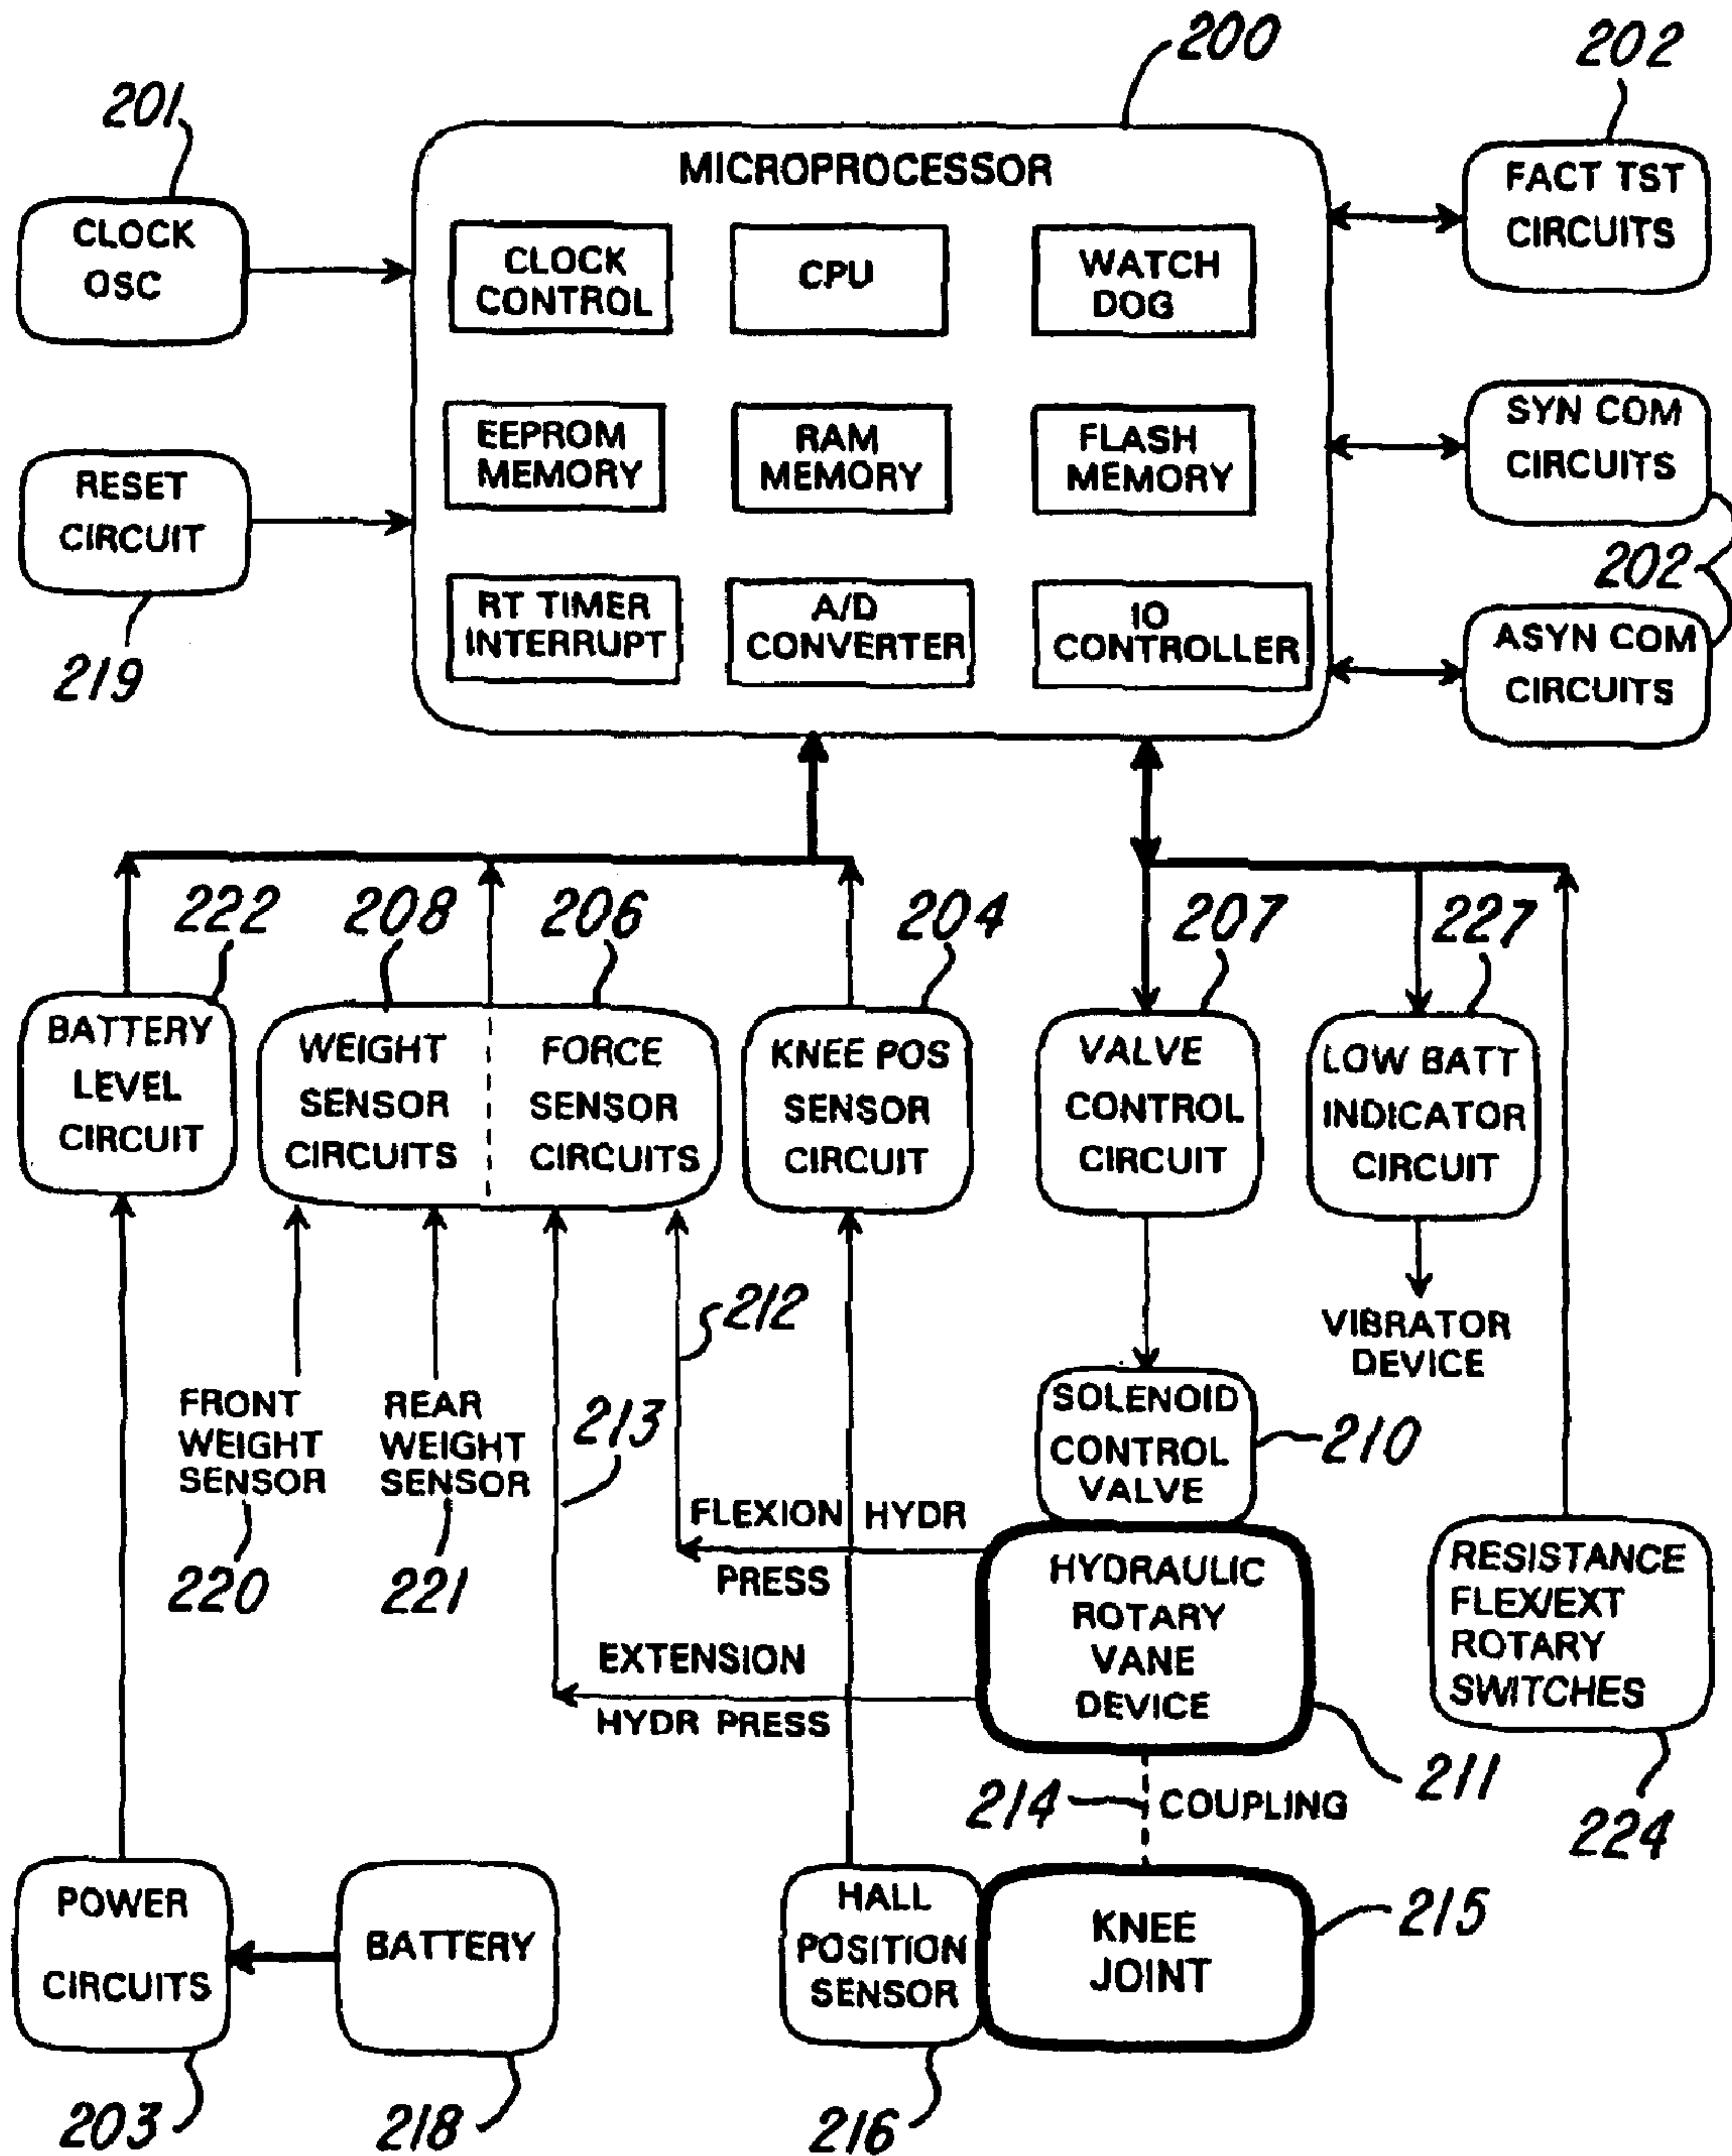 200
202
201
MICROPROCESSOR
CLOCK
OSC
CLOCK
CONTROL
CPU
WATCH
DOG
FACT TST
CIRCUITS
EEPROM
MEMORY
RAM
MEMORY
FLASH
MEMORY
SYN COM
CIRCUITS
RESET
CIRCUIT
219
RT TIMER
INTERRUPT
A/D
CONVERTER
IO
CONTROLLER
202
ASYN COM
CIRCUITS
222
208
206
204
207
227
BATTERY
LEVEL
CIRCUIT
WEIGHT
SENSOR
CIRCUITS
FORCE
SENSOR
CIRCUITS
KNEE POS
SENSOR
CIRCUIT
VALVE
CONTROL
CIRCUIT
LOW BATT
INDICATOR
CIRCUIT
212
VIBRATOR
DEVICE
FRONT
WEIGHT
SENSOR
220
REAR
WEIGHT
SENSOR
221
213
SOLENOID
CONTROL
VALVE
210
FLEXION HYDR
PRESS
HYDRAULIC
ROTARY
VANE
DEVICE
RESISTANCE
FLEX/EXT
ROTARY
SWITCHES
EXTENSION
HYDR PRESS
211
214
COUPLING
224
POWER
CIRCUITS
BATTERY
HALL
POSITION
SENSOR
KNEE
JOINT
215
203
218
216